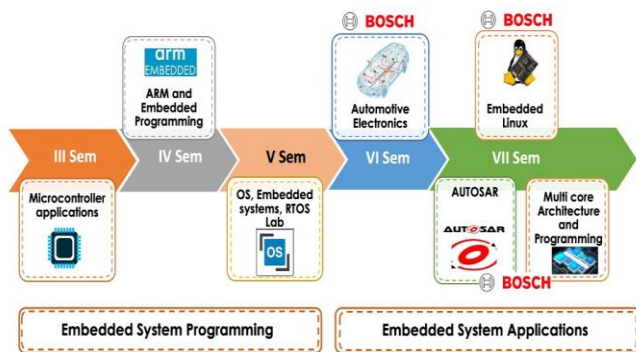 BOSCH
BOSCH
arm
EMBEDDED
ARM and
Embedded
Programming
Automotive
Electronics
Embedded
Linux
III Sem
IV Sem
V Sem
VI Sem
VII Sem
Microcontroller
applications
OS, Embedded
systems, RTOS
Lab
OS
AUTOSAR
AUTOSAR
BOSCH
Multi core
Architecture
and
Programming
Embedded System Programming
Embedded System Applications